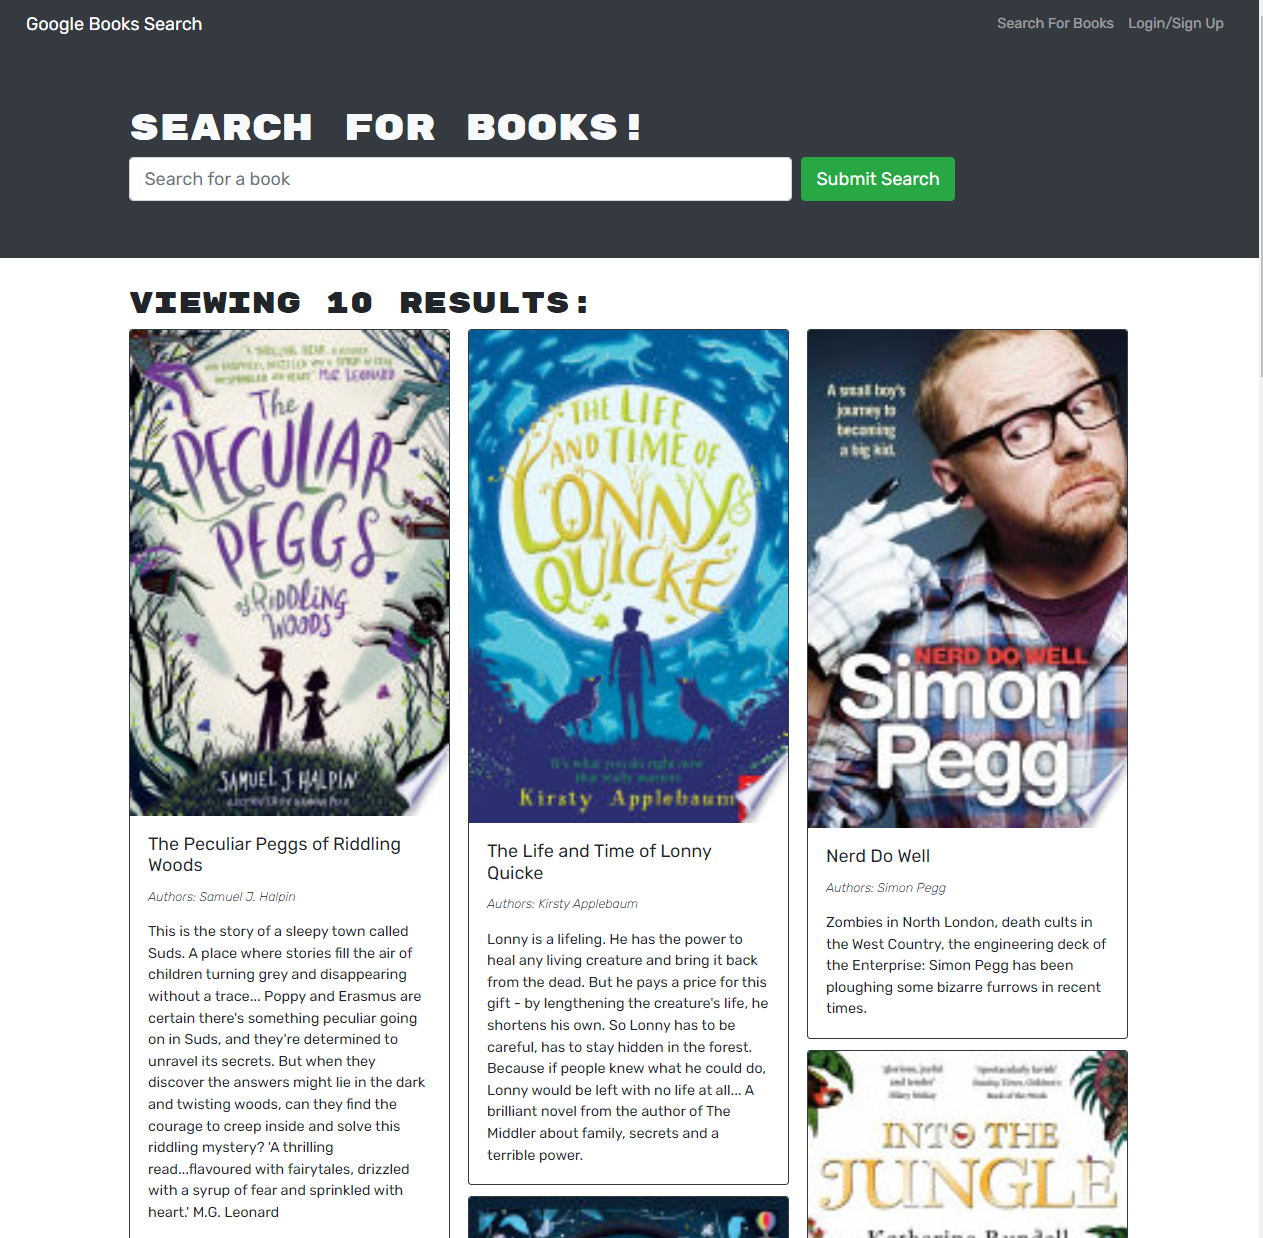 Google Books Search
Search For Books
Login/Sign Up
SEARCH FOR BOOKS!
Search for a book
Submit Search
VIEWING 10 RESULTS:
M.G. LEONARD
The
PECULIAR
PEGGS
of RIDDLING
WOODS
SAMUEL J HALPIN
The Peculiar Peggs of Riddling
Woods
Authors: Samuel J. Halpin
This is the story of a sleepy town called
Suds. A place where stories fill the air of
children turning grey and disappearing
without a trace... Poppy and Erasmus are
certain there's something peculiar going
on in Suds, and they're determined to
unravel its secrets. But when they
discover the answers might lie in the dark
and twisting woods, can they find the
courage to creep inside and solve this
riddling mystery? 'A thrilling
read...flavoured with fairytales, drizzled
with a syrup of fear and sprinkled with
heart.' M.G. Leonard
THE LIFE
AND TIME OF
LONNY
QUICKE
It's what you do right now
that really matters
Kirsty Applebaum
The Life and Time of Lonny
Quicke
Authors: Kirsty Applebaum
Lonny is a lifeling. He has the power to
heal any living creature and bring it back
from the dead. But he pays a price for this
gift - by lengthening the creature's life, he
shortens his own. So Lonny has to be
careful, has to stay hidden in the forest.
Because if people knew what he could do,
Lonny would be left with no life at all... A
brilliant novel from the author of The
Middler about family, secrets and a
terrible power.
A small boy's
journey to
becoming
a big kid.
NERD DO WELL
Simon
Pegg
Nerd Do Well
Authors: Simon Pegg
Zombies in North London, death cults in
the West Country, the engineering deck of
the Enterprise: Simon Pegg has been
ploughing some bizarre furrows in recent
times.
INTO THE
JUNGLE
Katherine Rundell